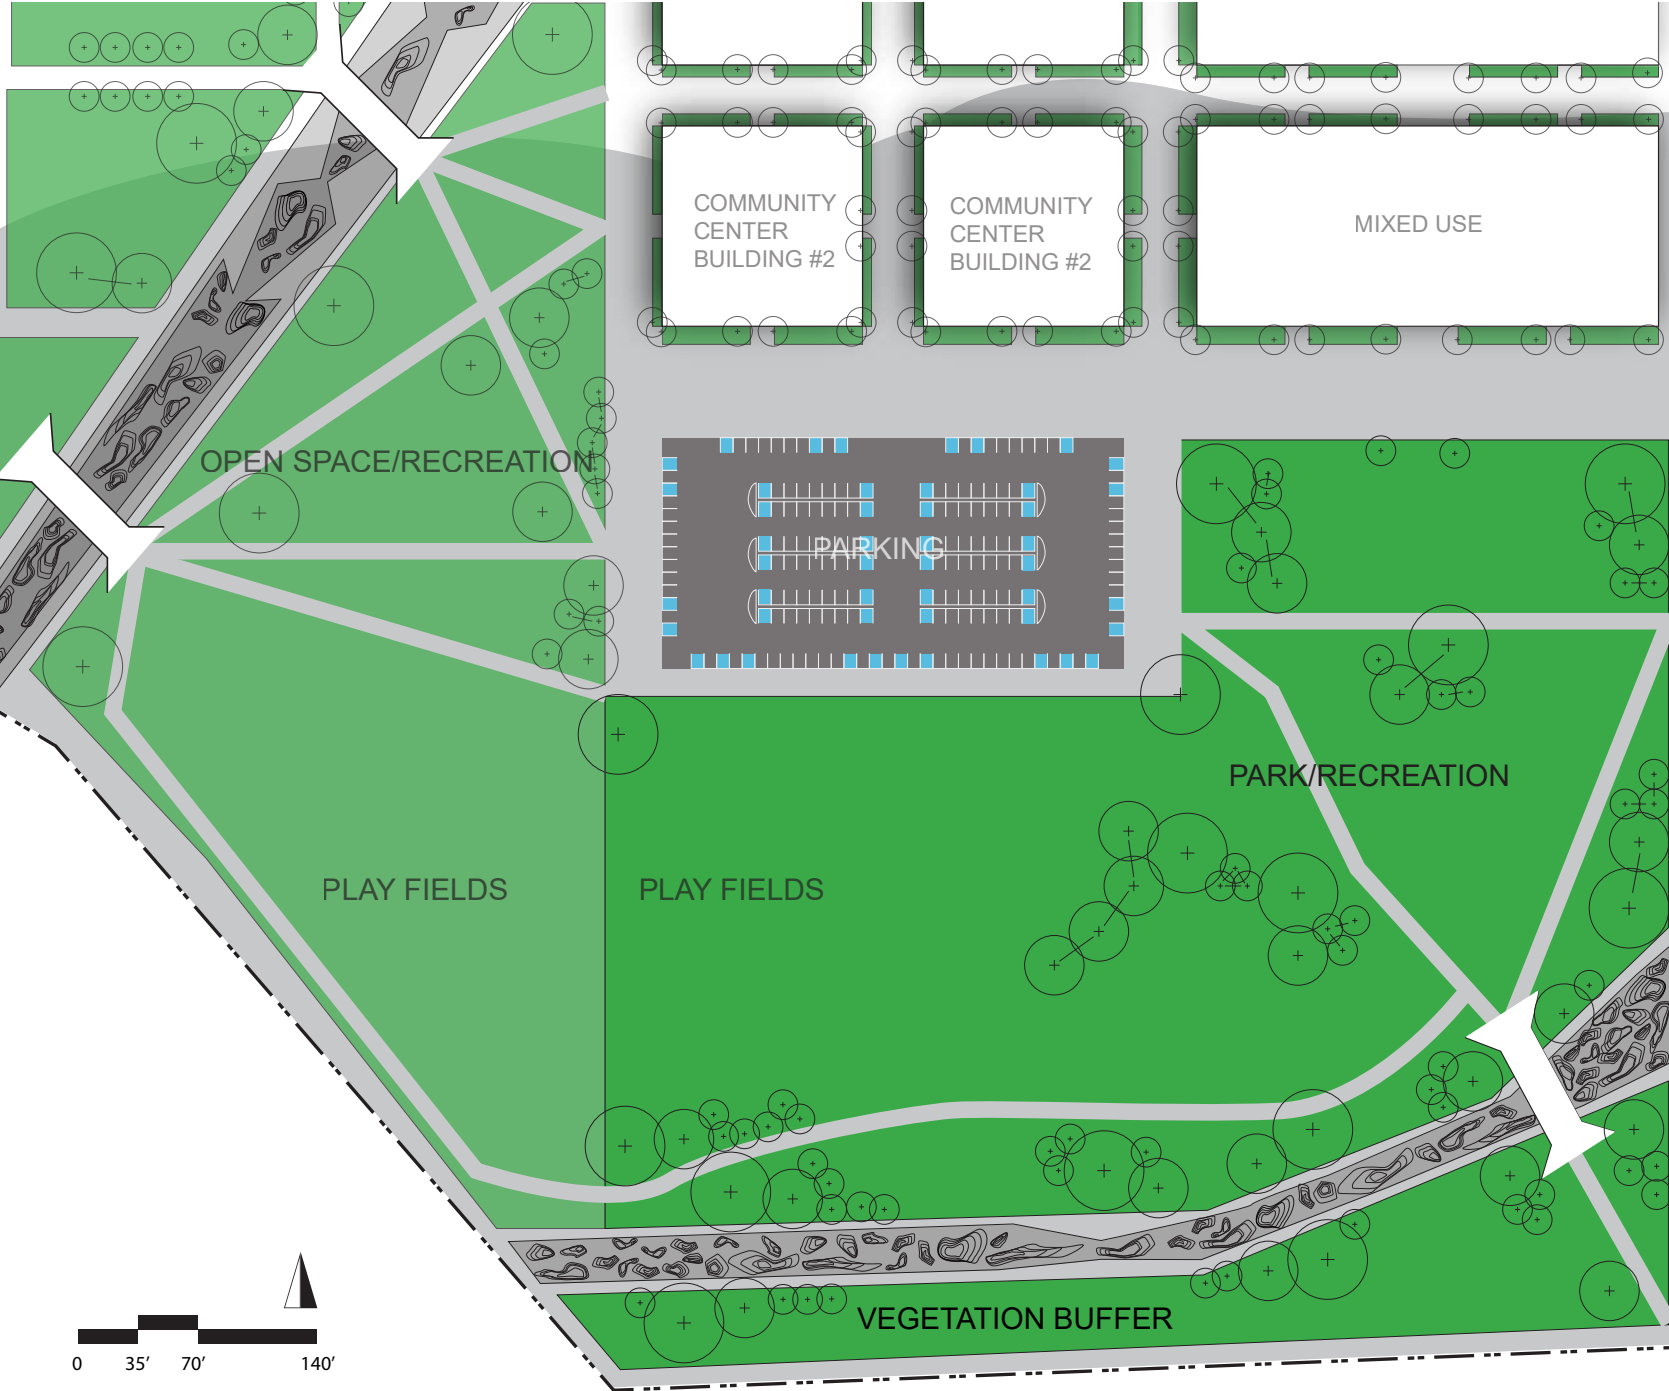 COMMUNITY
CENTER
BUILDING #2
COMMUNITY
CENTER
BUILDING #2
MIXED USE
OPEN SPACE/RECREATION
PARKING
PARK/RECREATION
PLAY FIELDS
PLAY FIELDS
VEGETATION BUFFER
0 35′ 70′ 140′